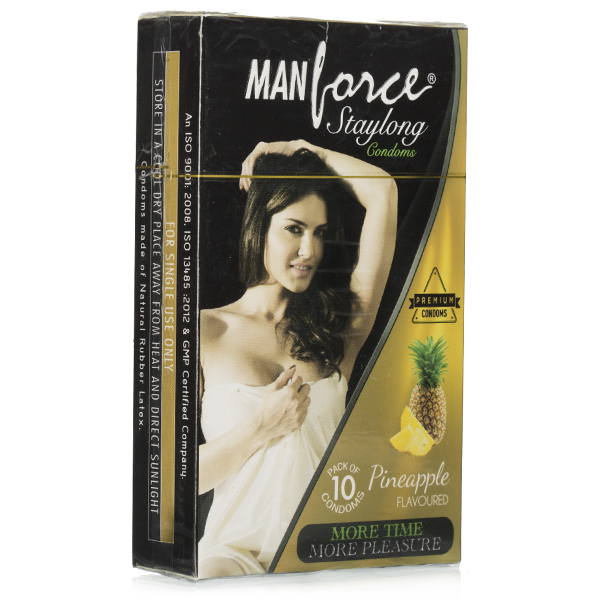 MANforce®
Staylong
Condoms
PREMIUM
CONDOMS
PACK OF
10
CONDOMS
Pineapple
FLAVOURED
MORE TIME
MORE PLEASURE
An ISO 9001: 2008, ISO 13485 :2012 & GMP Certified Company.
FOR SINGLE USE ONLY
STORE IN A COOL DRY PLACE AWAY FROM HEAT AND DIRECT SUNLIGHT
Condoms made of Natural Rubber Latex.